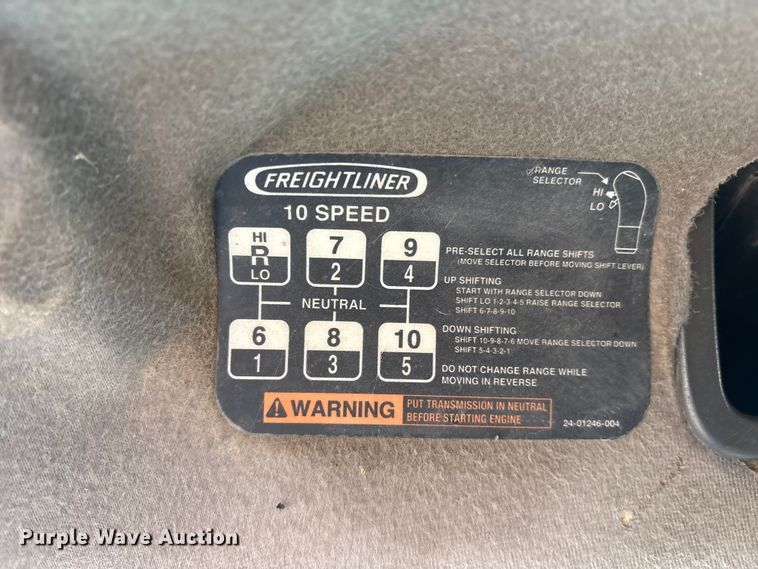 FREIGHTLINER
10 SPEED
RANGE
SELECTOR
HI
LO
HI
R
LO
7
2
9
4
NEUTRAL
6
1
8
3
10
5
PRE-SELECT ALL RANGE SHIFTS
(MOVE SELECTOR BEFORE MOVING SHIFT LEVER)
UP SHIFTING
START WITH RANGE SELECTOR DOWN
SHIFT LO 1-2-3-4-5 RAISE RANGE SELECTOR
SHIFT 6-7-8-9-10
DOWN SHIFTING
SHIFT 10-9-8-7-6 MOVE RANGE SELECTOR DOWN
SHIFT 5-4-3-2-1
DO NOT CHANGE RANGE WHILE
MOVING IN REVERSE
WARNING
PUT TRANSMISSION IN NEUTRAL
BEFORE STARTING ENGINE
24-01246-004
Purple Wave Auction